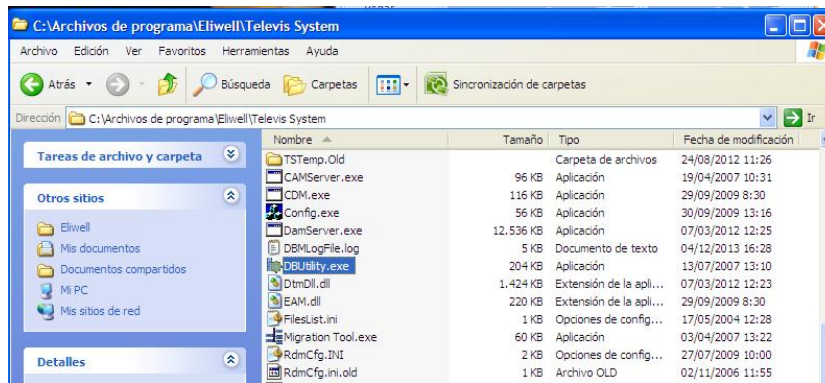 C:\Archivos de programa\Eliwell\Televis System
Archivo Edición Ver Favoritos Herramientas Ayuda
Atrás Búsqueda Carpetas Sincronización de carpetas
Dirección C:\Archivos de programa\Eliwell\Televis System Ir
Tareas de archivo y carpeta
Otros sitios
Eliwell
Mis documentos
Documentos compartidos
Mi PC
Mis sitios de red
Detalles
Nombre Tamaño Tipo Fecha de modificación
TSTemp.Old Carpeta de archivos 24/08/2012 11:26
CAMServer.exe 96 KB Aplicación 19/04/2007 10:31
CDM.exe 116 KB Aplicación 29/09/2009 8:30
Config.exe 56 KB Aplicación 30/09/2009 13:16
DamServer.exe 12.536 KB Aplicación 07/03/2012 12:25
DBMLogFile.log 5 KB Documento de texto 04/12/2013 16:28
DBUtility.exe 204 KB Aplicación 13/07/2007 13:10
DtmDll.dll 1.424 KB Extensión de la apli... 07/03/2012 12:23
EAM.dll 220 KB Extensión de la apli... 29/09/2009 8:30
FilesList.ini 1 KB Opciones de config... 17/05/2004 12:28
Migration Tool.exe 60 KB Aplicación 03/04/2007 13:22
RdmCfg.INI 2 KB Opciones de config... 27/07/2009 10:00
RdmCfg.ini.old 1 KB Archivo OLD 02/11/2006 11:55